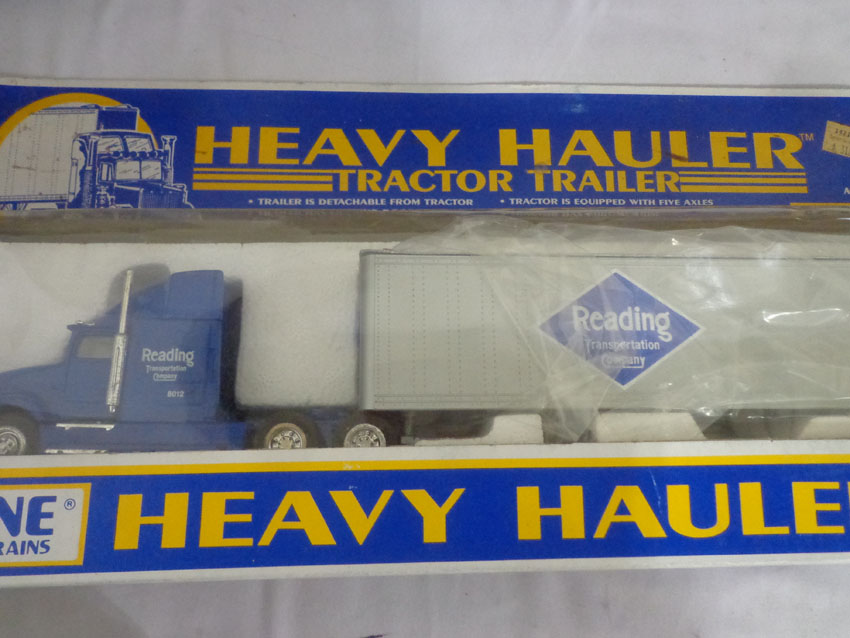 HEAVY HAULER™
TRACTOR TRAILER
• TRAILER IS DETACHABLE FROM TRACTOR • TRACTOR IS EQUIPPED WITH FIVE AXLES
Reading
Transportation
Company
8012
Reading
Transportation
Company
NE®
RAINS
HEAVY HAULE